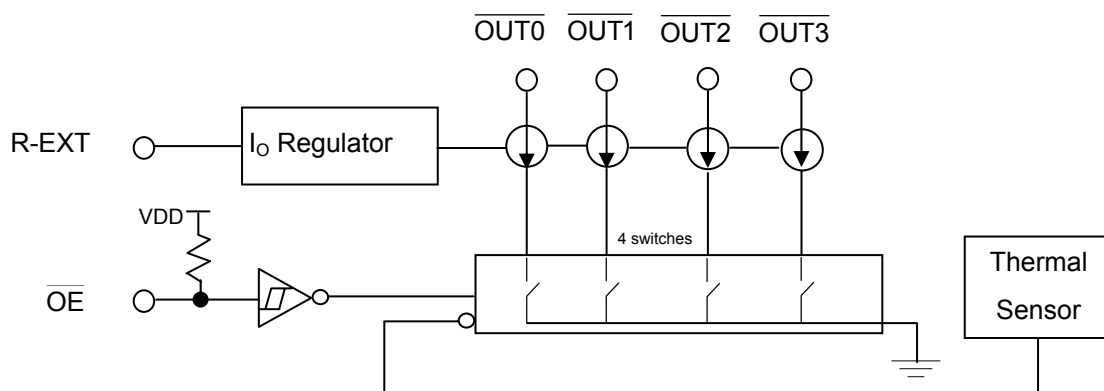 OUT0 OUT1 OUT2 OUT3
R-EXT
IO Regulator
VDD
4 switches
OE
Thermal
Sensor